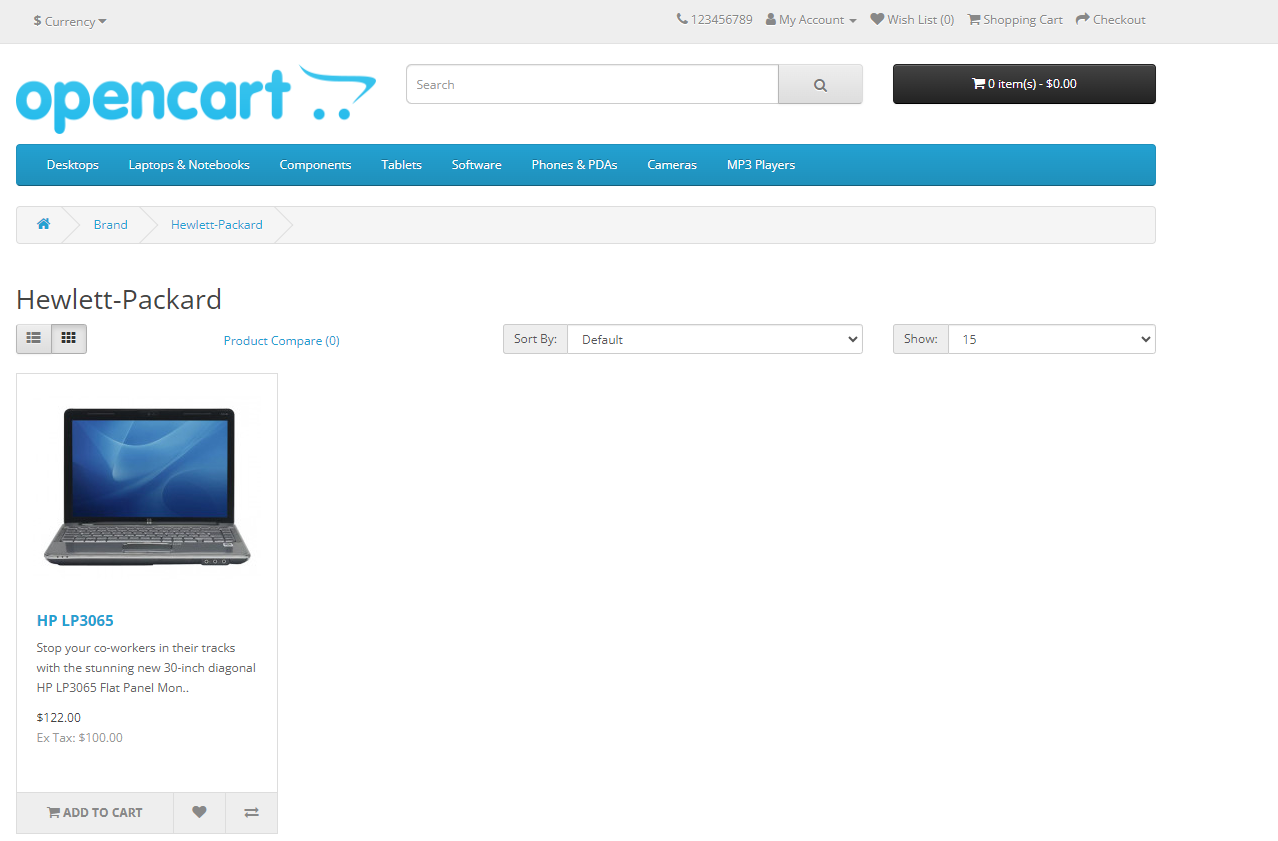 $ Currency
123456789 My Account Wish List (0) Shopping Cart Checkout
opencart
Search
0 item(s) - $0.00
Desktops Laptops & Notebooks Components Tablets Software Phones & PDAs Cameras MP3 Players
Brand Hewlett-Packard
Hewlett-Packard
Product Compare (0)
Sort By: Default
Show: 15
HP LP3065
Stop your co-workers in their tracks
with the stunning new 30-inch diagonal
HP LP3065 Flat Panel Mon..
$122.00
Ex Tax: $100.00
ADD TO CART